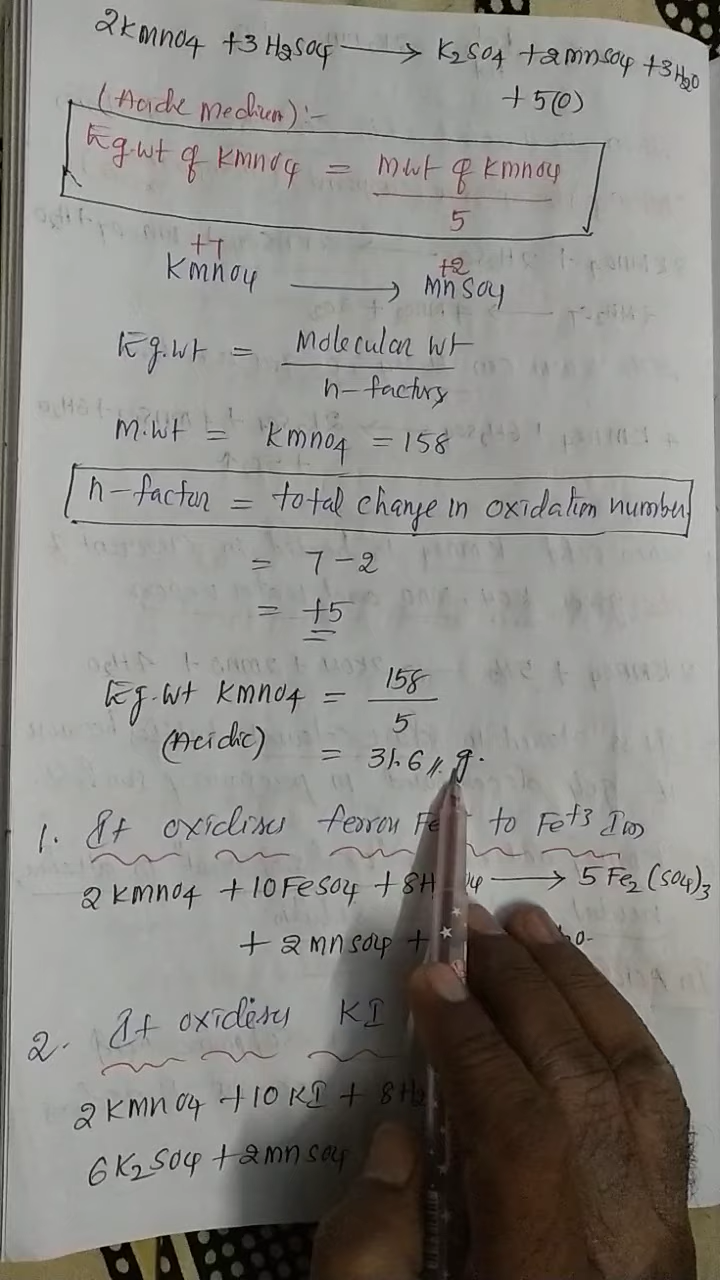 2KMnO4 + 3H2SO4 ⟶ K2SO4 + 2MnSO4 + 3H2O
+ 5(O)
(Acidic Medium):-
Eq.wt of KMnO4 = M.wt of KMnO4 / 5
+7 +2
KMnO4 ⟶ MnSO4
Eq.wt = Molecular wt / n-factors
M.wt = KMnO4 = 158
n-factor = total change in oxidation number
= 7-2
= +5
Eq.wt KMnO4 = 158 / 5
(Acidic) = 31.6 g.
1. It oxidises ferrou Fe to Fe+3 Ion
2KMnO4 + 10FeSO4 + 8H ⟶ 5Fe2(SO4)3
+ 2MnSO4 +
2. It oxidises KI
2KMnO4 + 10KI + 8H2
6K2SO4 + 2MnSO4